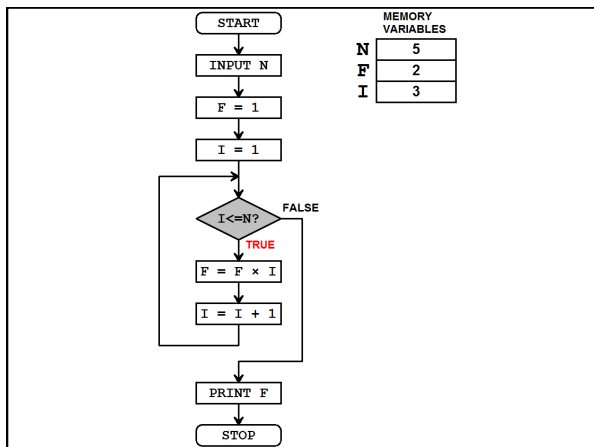 START
INPUT N
F = 1
I = 1
I<=N?
FALSE
TRUE
F = F × I
I = I + 1
PRINT F
STOP
MEMORY
VARIABLES
N 5
F 2
I 3